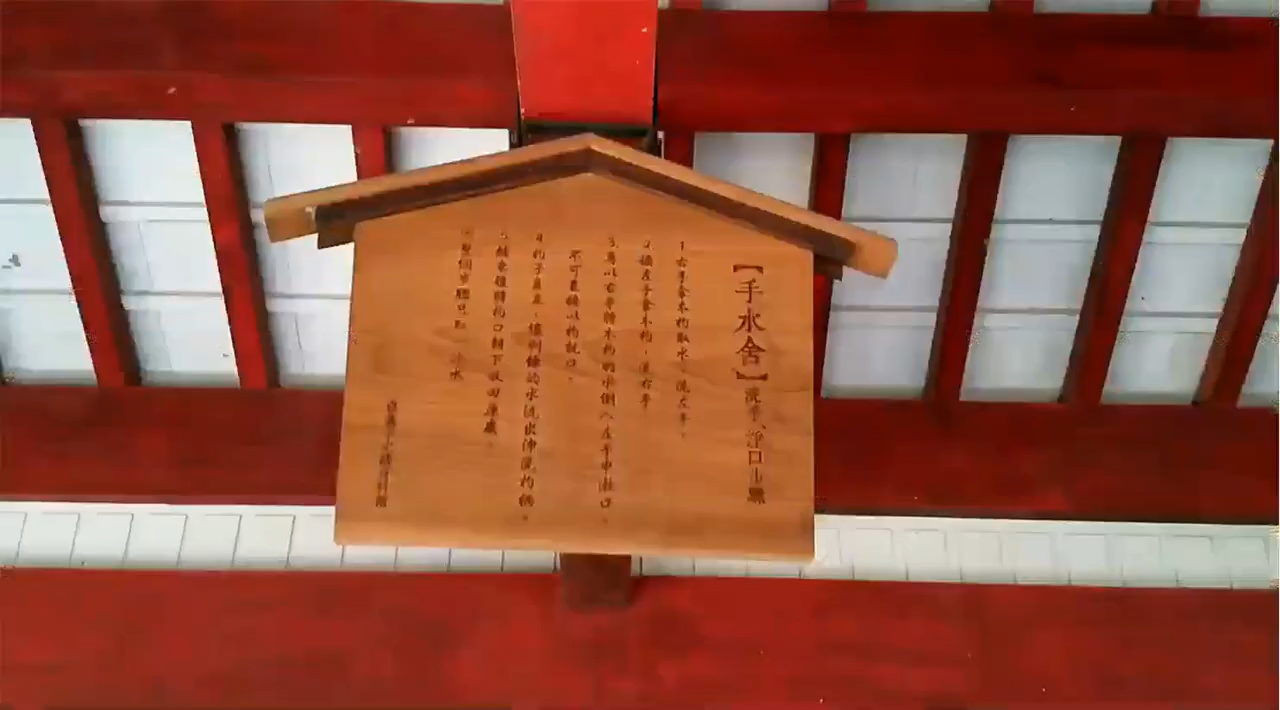 【手水舍】洗手、淨口步驟
1.右手拿木杓取水，洗左手。
2.換左手拿木杓，洗右手
3.再以右手持木杓將水倒入左手中漱口。
不可直接以杓就口。
4.杓子直立，讓剩餘的水流出沖洗杓柄。
5.結束後將杓口朝下放回原處。